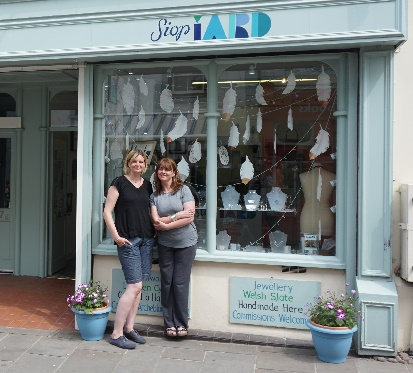 Siop iARD
Jewellery
Welsh Slate
Handmade Here
Commissions Welcome